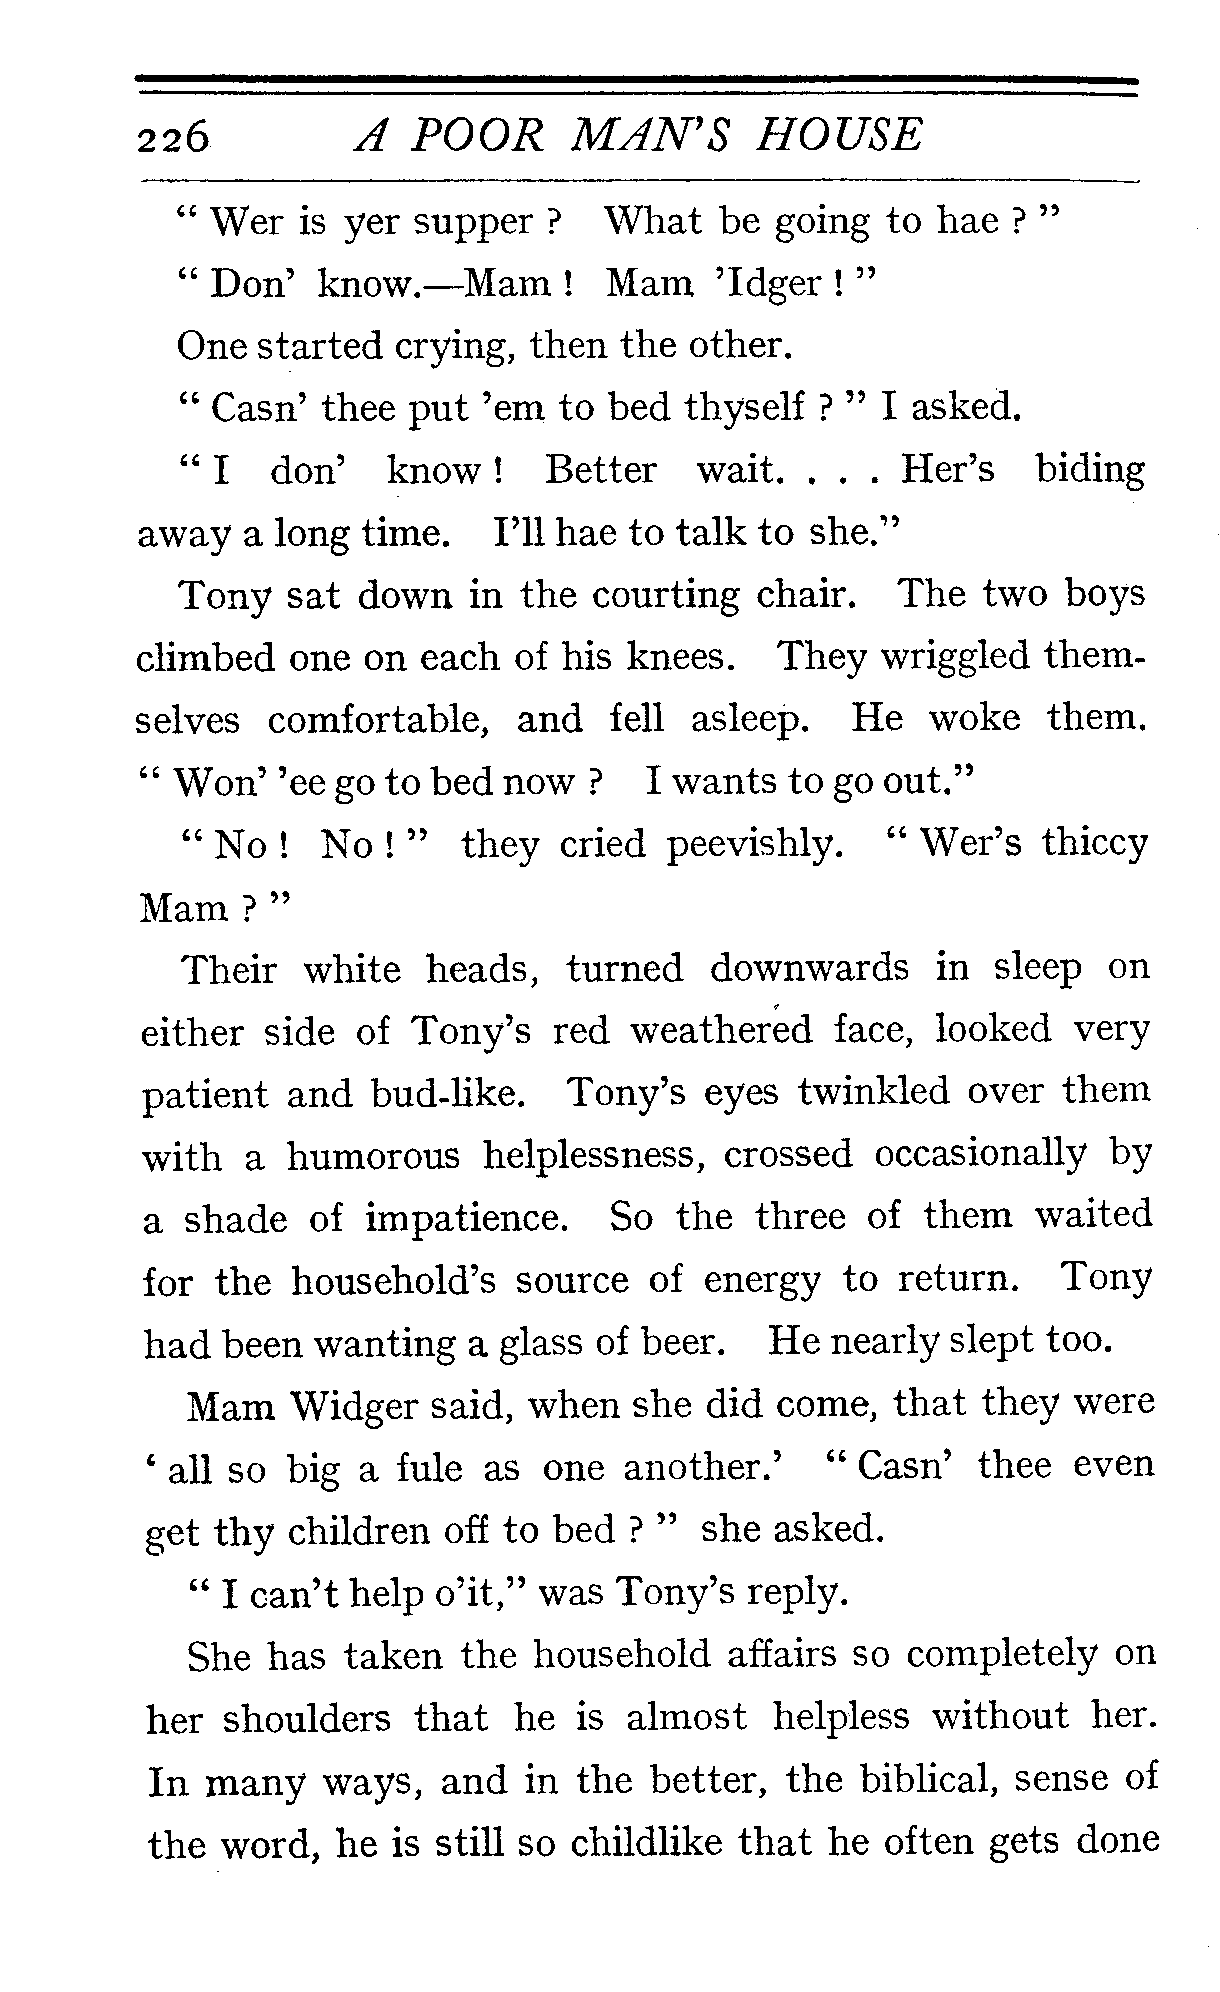 226 A POOR MAN'S HOUSE
“ Wer is yer supper ? What be going to hae ? ”
“ Don’ know.—Mam ! Mam ’Idger ! ”
One started crying, then the other.
“ Casn’ thee put ’em to bed thyself ? ” I asked.
“ I don’ know ! Better wait. . . . Her’s biding
away a long time. I’ll hae to talk to she.”
Tony sat down in the courting chair. The two boys
climbed one on each of his knees. They wriggled them-
selves comfortable, and fell asleep. He woke them.
“ Won’ ’ee go to bed now ? I wants to go out.”
“ No ! No ! ” they cried peevishly. “ Wer’s thiccy
Mam ? ”
Their white heads, turned downwards in sleep on
either side of Tony’s red weathered face, looked very
patient and bud-like. Tony’s eyes twinkled over them
with a humorous helplessness, crossed occasionally by
a shade of impatience. So the three of them waited
for the household’s source of energy to return. Tony
had been wanting a glass of beer. He nearly slept too.
Mam Widger said, when she did come, that they were
‘ all so big a fule as one another.’ “ Casn’ thee even
get thy children off to bed ? ” she asked.
“ I can’t help o’it,” was Tony’s reply.
She has taken the household affairs so completely on
her shoulders that he is almost helpless without her.
In many ways, and in the better, the biblical, sense of
the word, he is still so childlike that he often gets done